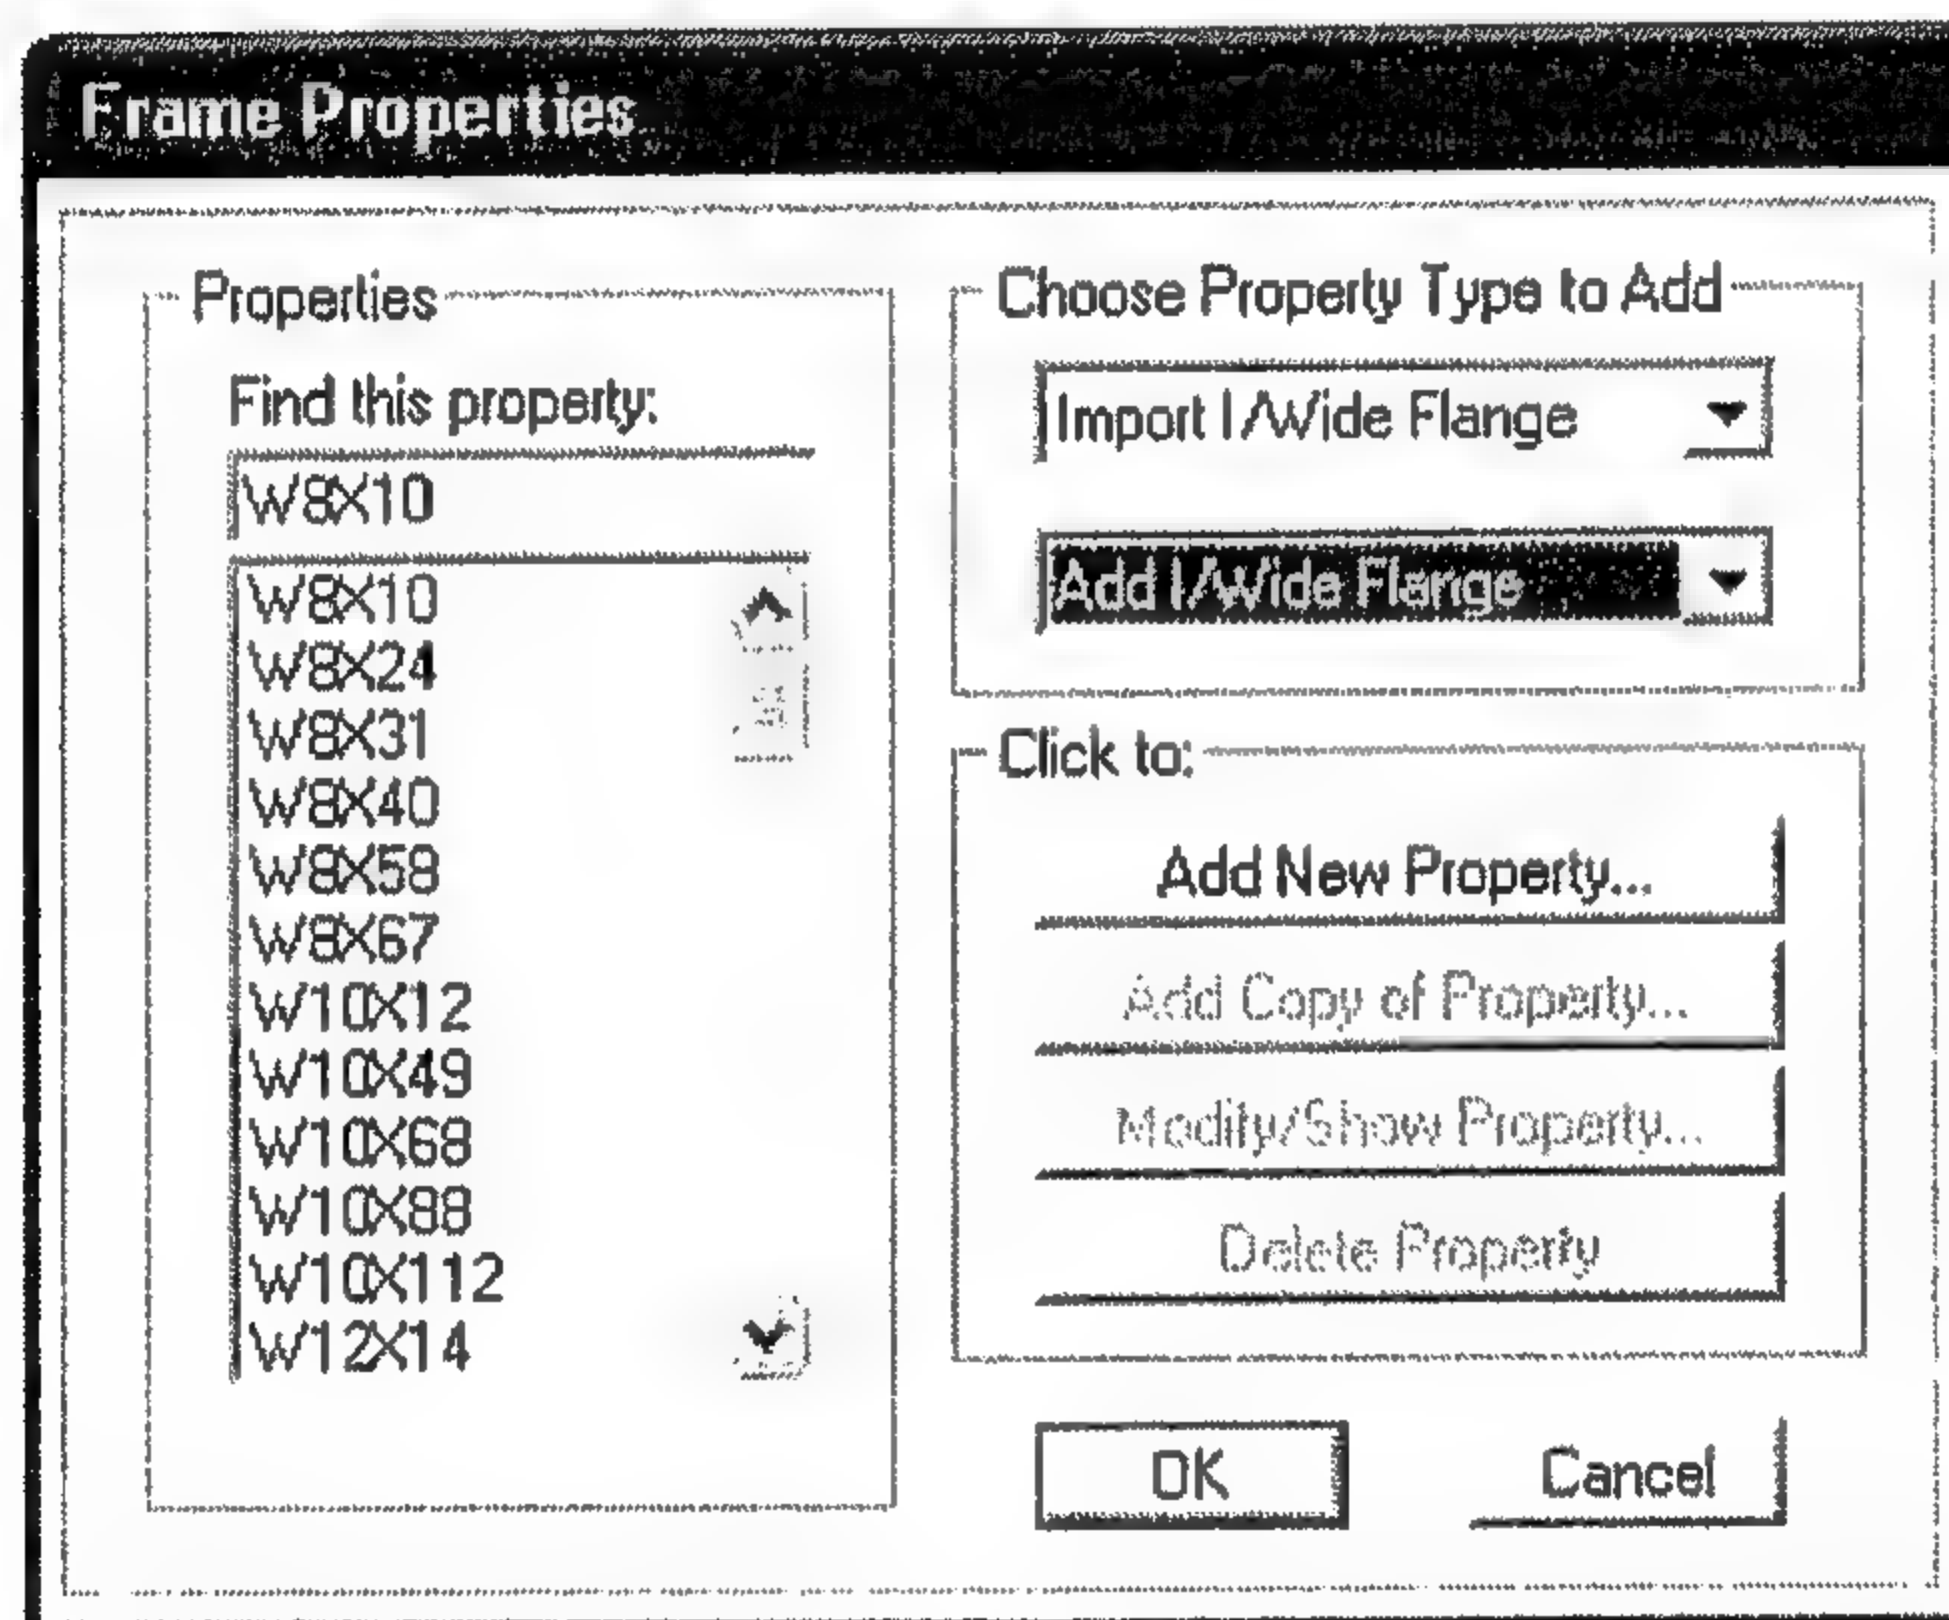 Frame Properties
Properties
Find this property:
W8X10
W8X10
W8X24
W8X31
W8X40
W8X58
W8X67
W10X12
W10X49
W10X68
W10X88
W10X112
W12X14
Choose Property Type to Add
Import I/Wide Flange
Add I/Wide Flange
Click to:
Add New Property...
Add Copy of Property...
Modify/Show Property...
Delete Property
OK
Cancel